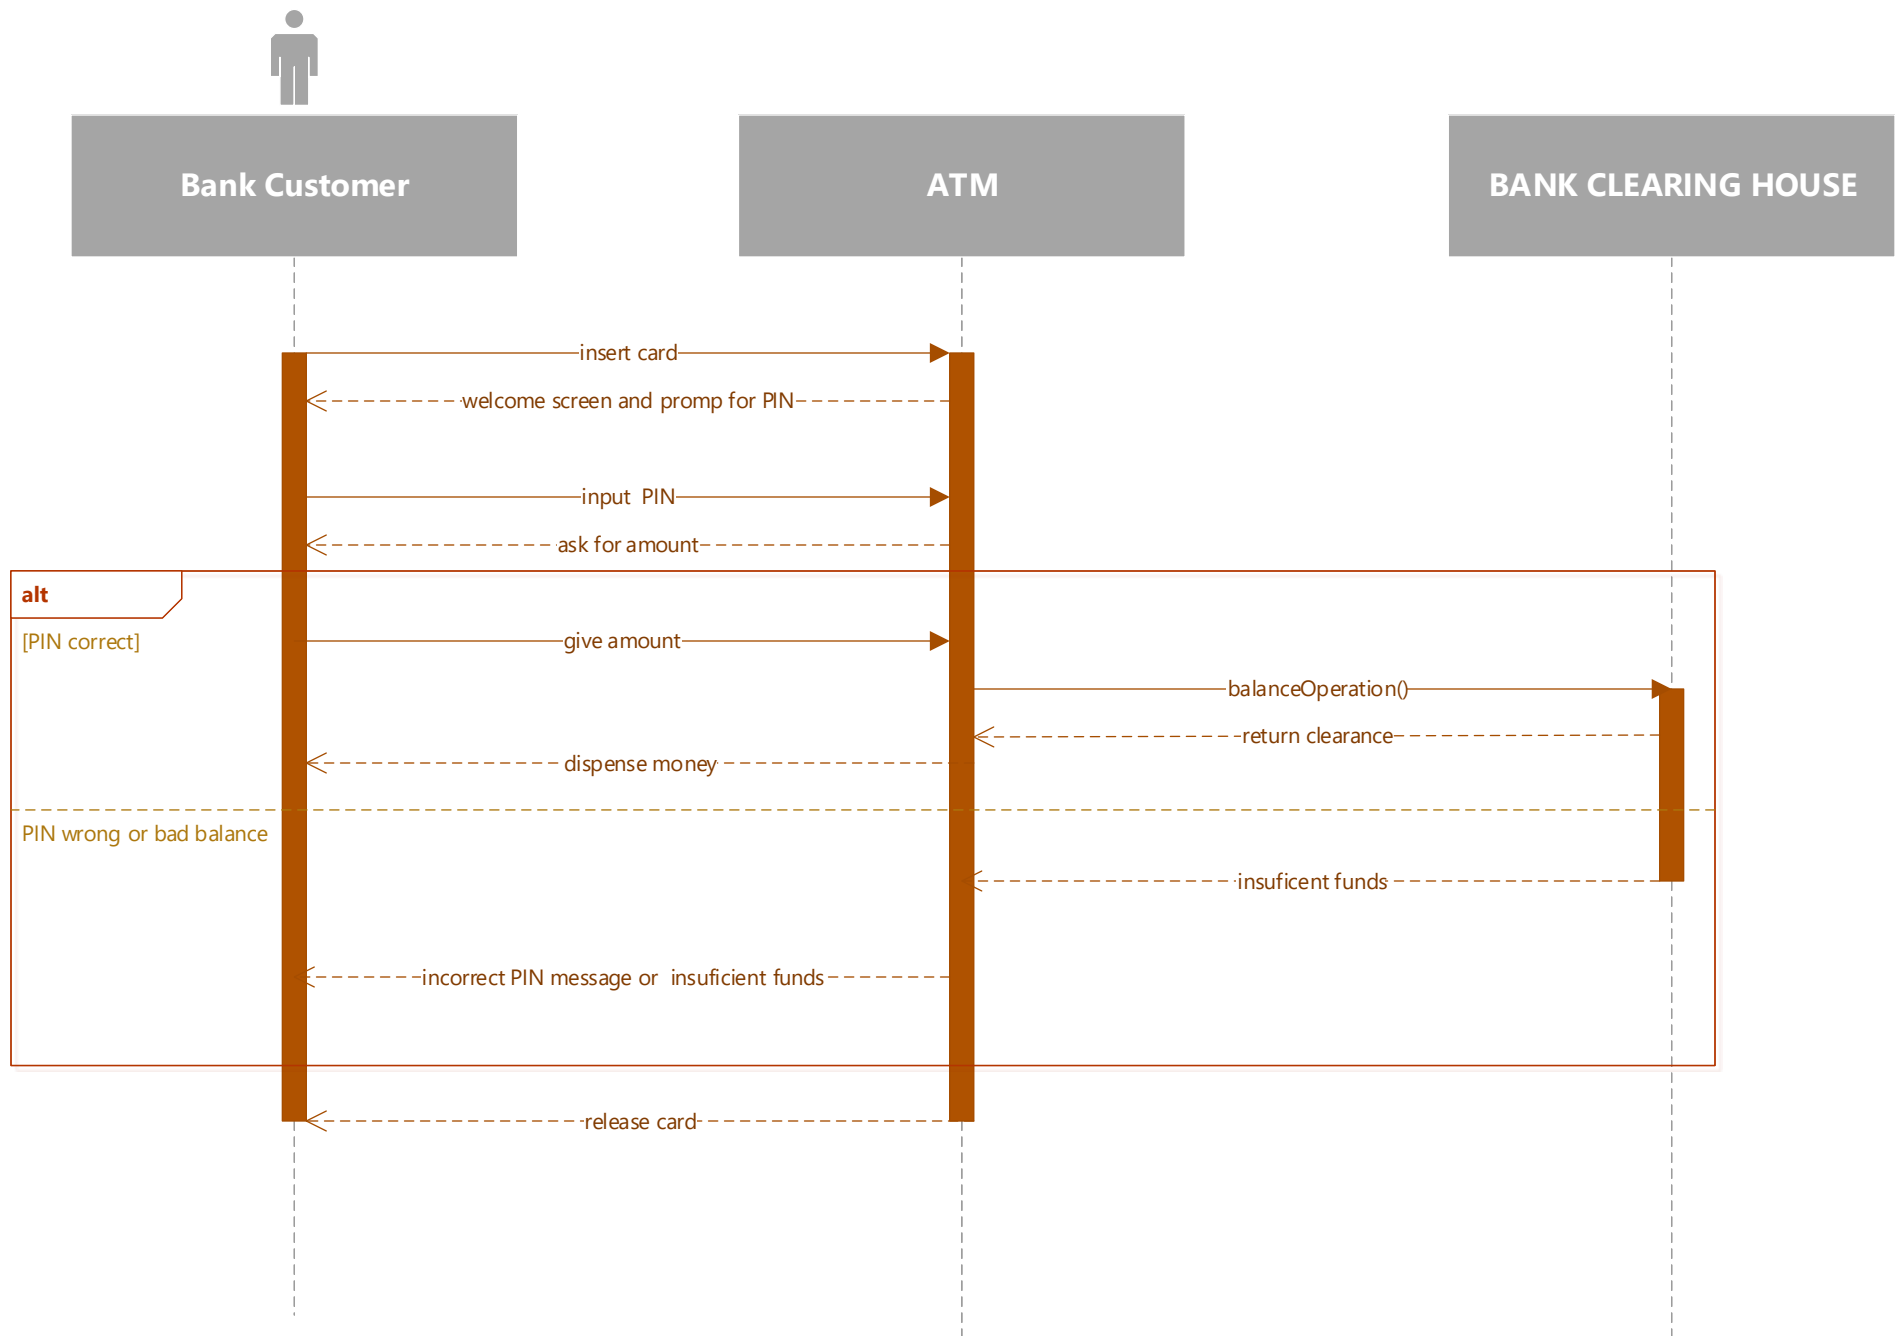 Bank Customer
ATM
BANK CLEARING HOUSE
insert card
welcome screen and promp for PIN
input PIN
ask for amount
alt
[PIN correct]
give amount
balanceOperation()
return clearance
dispense money
PIN wrong or bad balance
insuficent funds
incorrect PIN message or insuficient funds
release card